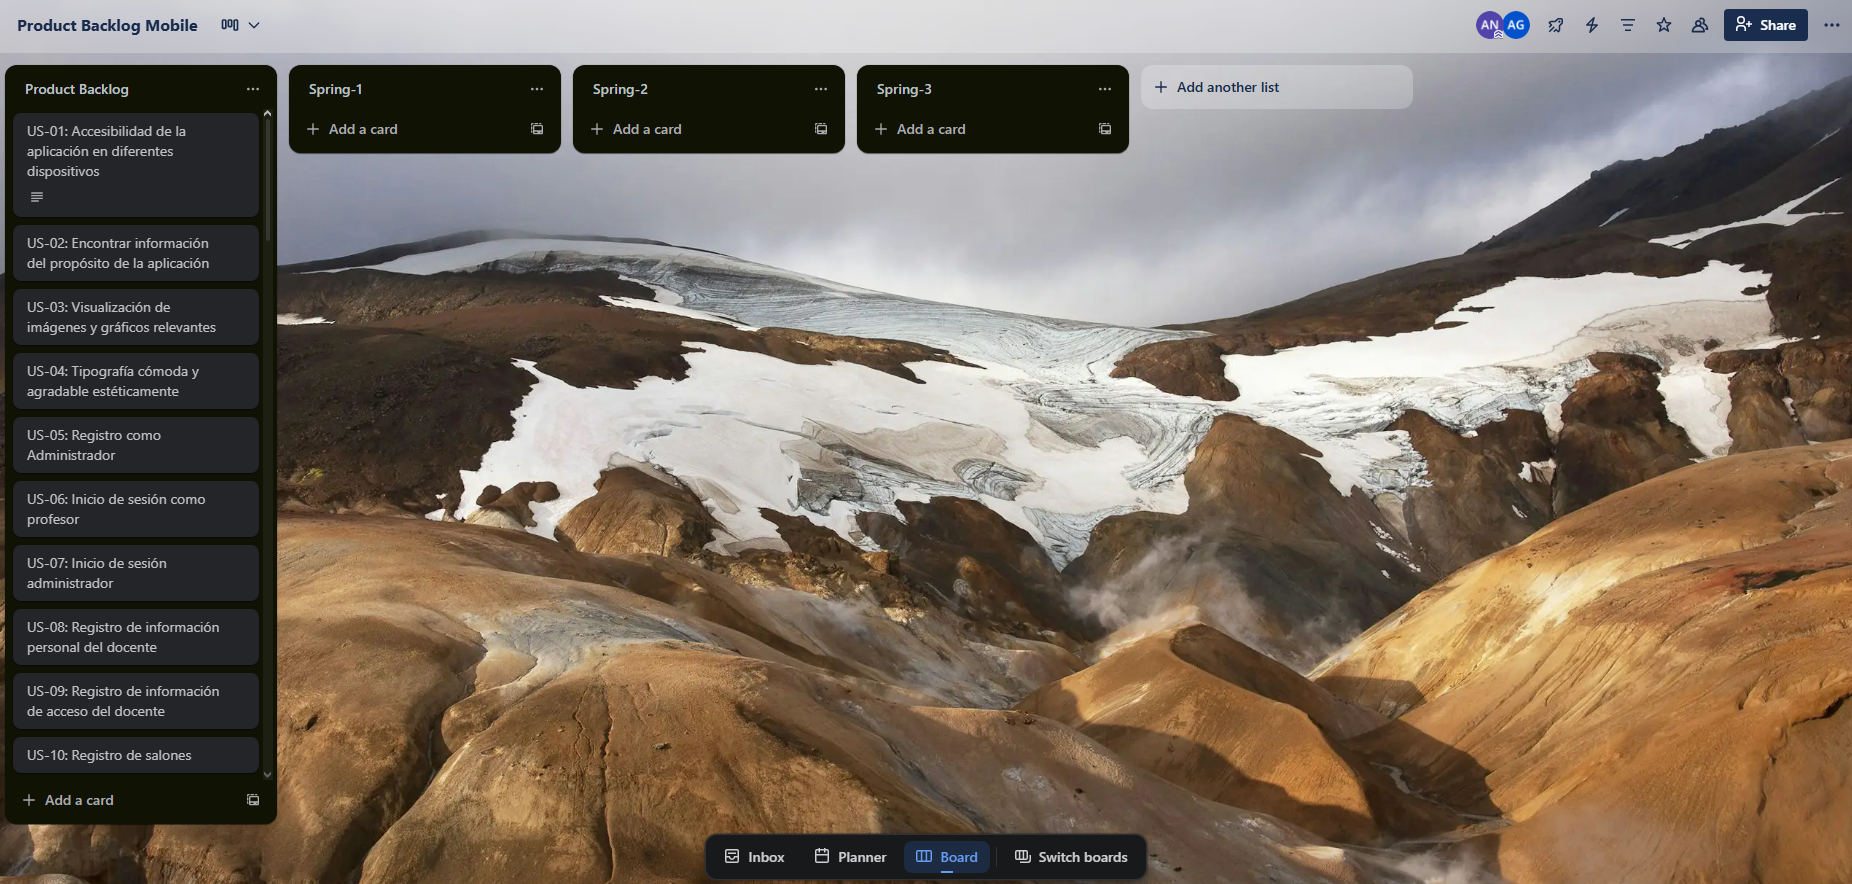 Product Backlog Mobile
AN
AG
Share
Product Backlog
US-01: Accesibilidad de la
aplicación en diferentes
dispositivos
US-02: Encontrar información
del propósito de la aplicación
US-03: Visualización de
imágenes y gráficos relevantes
US-04: Tipografía cómoda y
agradable estéticamente
US-05: Registro como
Administrador
US-06: Inicio de sesión como
profesor
US-07: Inicio de sesión
administrador
US-08: Registro de información
personal del docente
US-09: Registro de información
de acceso del docente
US-10: Registro de salones
Add a card
Spring-1
Add a card
Spring-2
Add a card
Spring-3
Add a card
Add another list
Inbox
Planner
Board
Switch boards